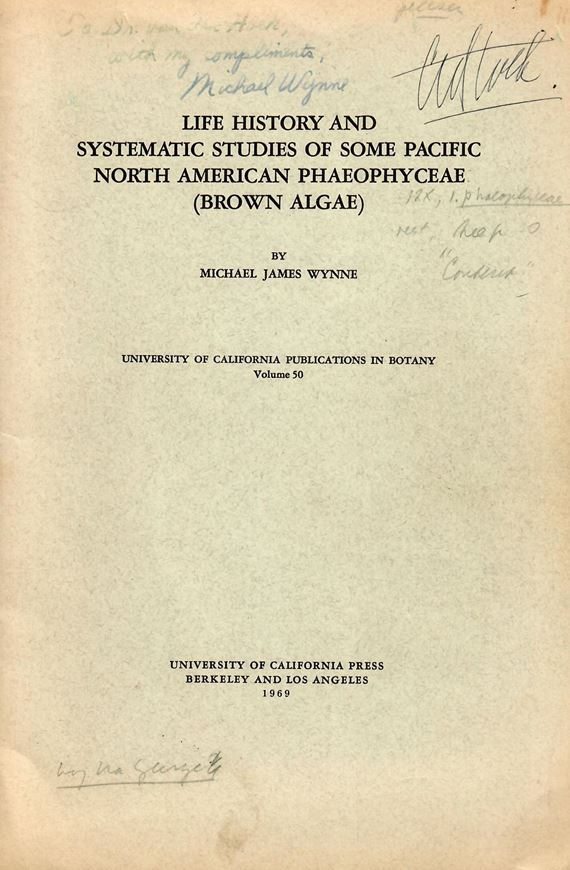 To Dr. van den Hoek,
with my compliments,
Michael Wynne
LIFE HISTORY AND
SYSTEMATIC STUDIES OF SOME PACIFIC
NORTH AMERICAN PHAEOPHYCEAE
(BROWN ALGAE)
phaeophyceae
BY
MICHAEL JAMES WYNNE
UNIVERSITY OF CALIFORNIA PUBLICATIONS IN BOTANY
Volume 50
UNIVERSITY OF CALIFORNIA PRESS
BERKELEY AND LOS ANGELES
1969